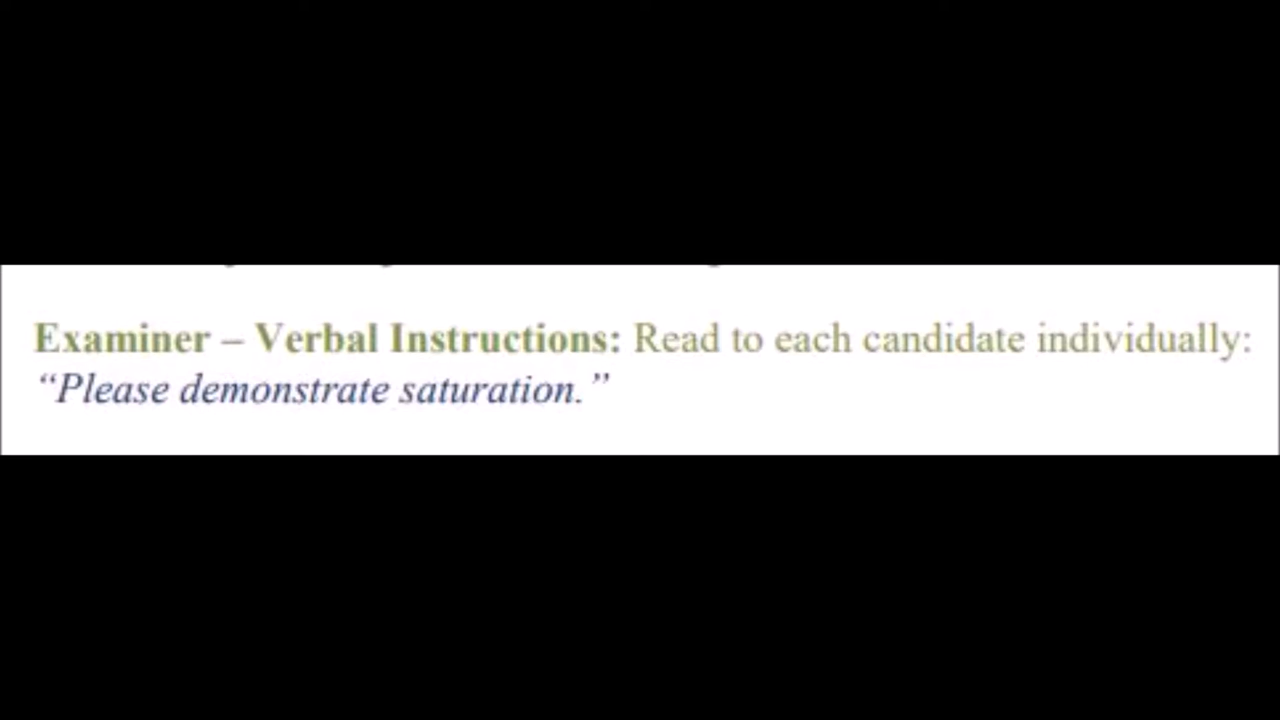 Examiner – Verbal Instructions: Read to each candidate individually:
“Please demonstrate saturation.”